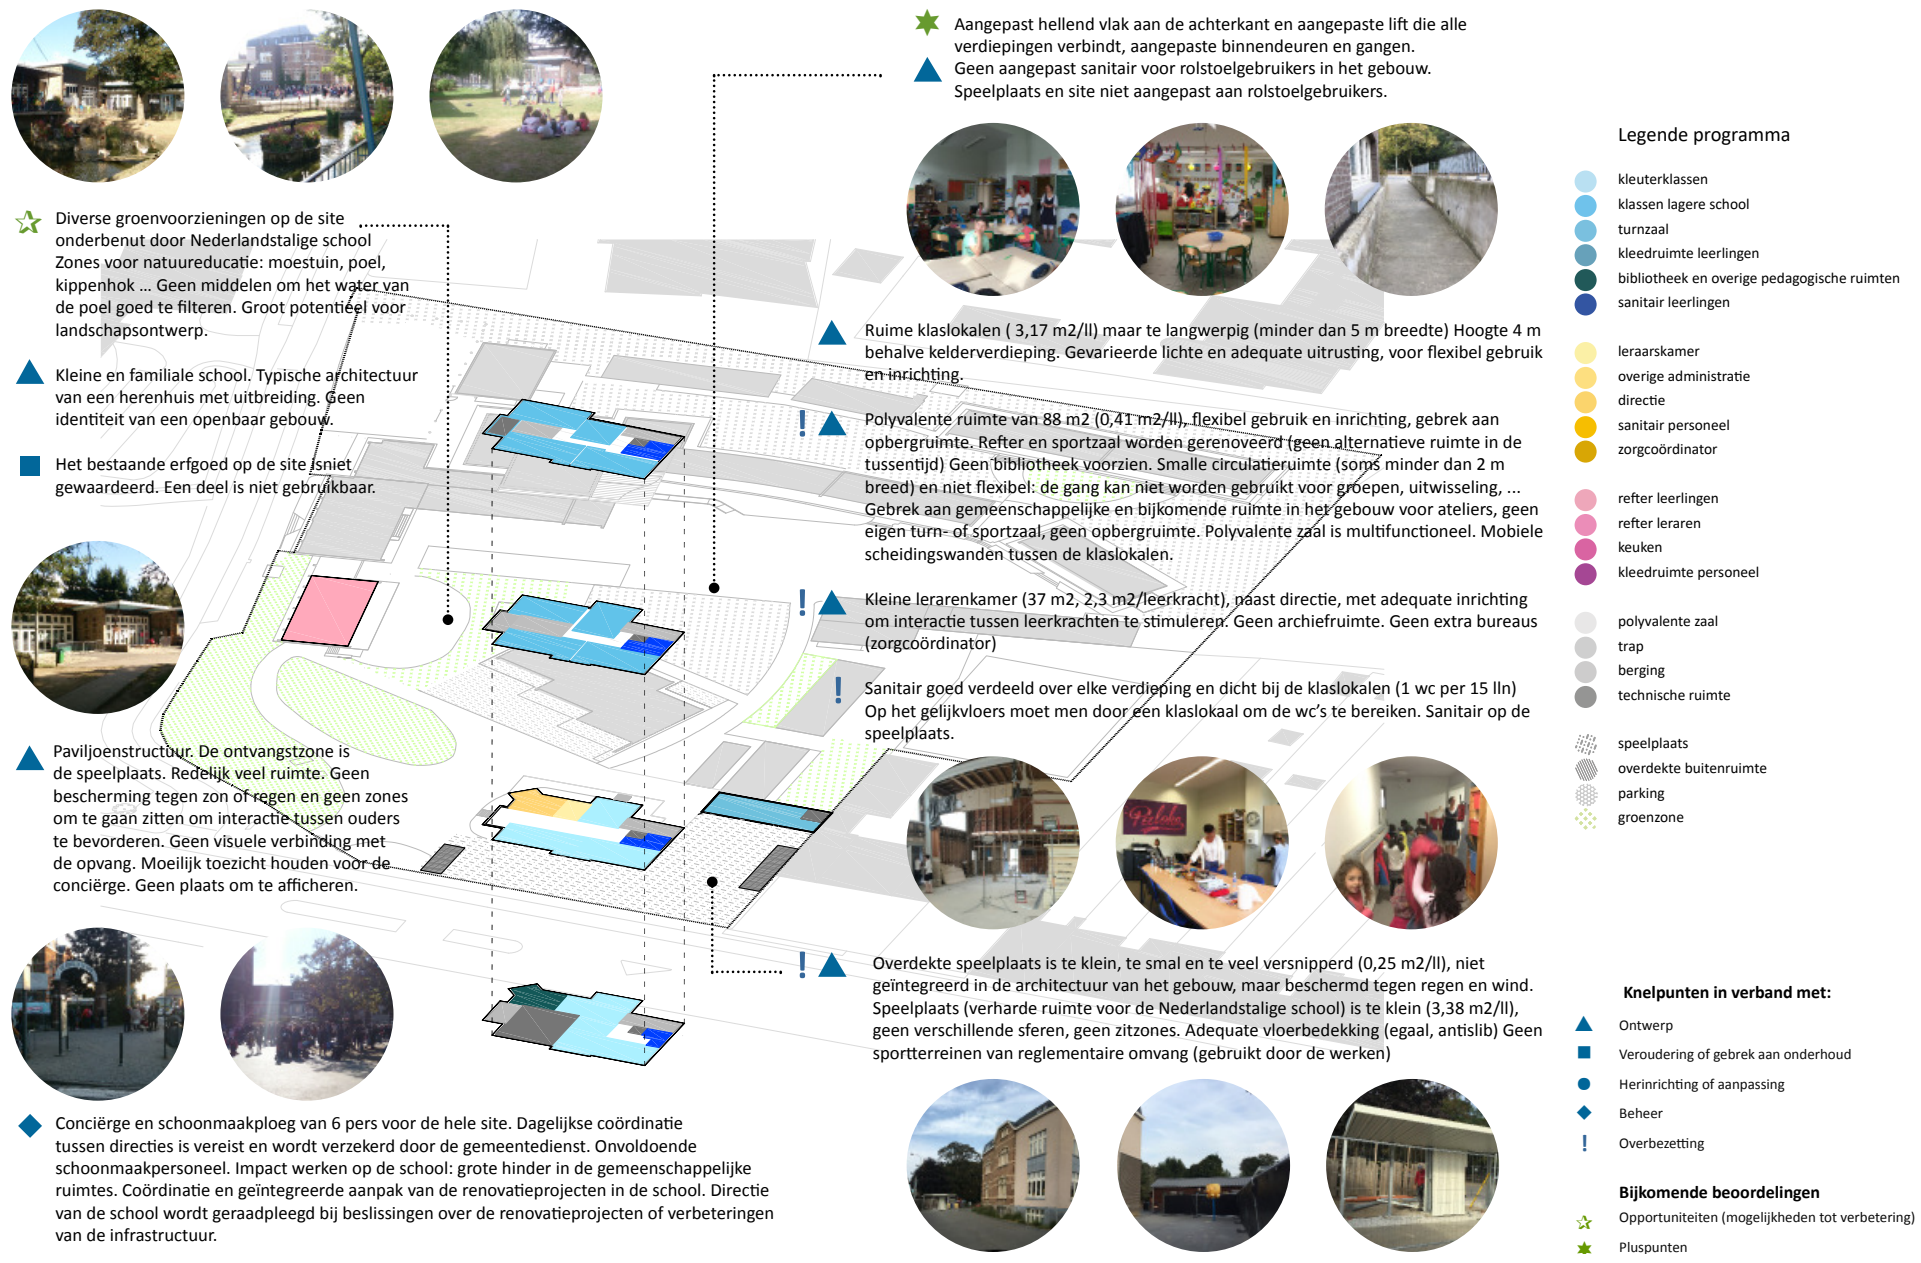 Aangepast hellend vlak aan de achterkant en aangepaste lift die alle
verdiepingen verbindt, aangepaste binnendeuren en gangen.
Geen aangepast sanitair voor rolstoelgebruikers in het gebouw.
Speelplaats en site niet aangepast aan rolstoelgebruikers.
Diverse groenvoorzieningen op de site
onderbenut door Nederlandstalige school
Zones voor natuureducatie: moestuin, poel,
kippenhok ... Geen middelen om het water van
de poel goed te filteren. Groot potentieel voor
landschapsontwerp.
Kleine en familiale school. Typische architectuur
van een herenhuis met uitbreiding. Geen
identiteit van een openbaar gebouw.
Het bestaande erfgoed op de site isniet
gewaardeerd. Een deel is niet gebruikbaar.
Paviljoenstructuur. De ontvangstzone is
de speelplaats. Redelijk veel ruimte. Geen
bescherming tegen zon of regen en geen zones
om te gaan zitten om interactie tussen ouders
te bevorderen. Geen visuele verbinding met
de opvang. Moeilijk toezicht houden voor de
conciërge. Geen plaats om te afficheren.
Conciërge en schoonmaakploeg van 6 pers voor de hele site. Dagelijkse coördinatie
tussen directies is vereist en wordt verzekerd door de gemeentedienst. Onvoldoende
schoonmaakpersoneel. Impact werken op de school: grote hinder in de gemeenschappelijke
ruimtes. Coördinatie en geïntegreerde aanpak van de renovatieprojecten in de school. Directie
van de school wordt geraadpleegd bij beslissingen over de renovatieprojecten of verbeteringen
van de infrastructuur.
Ruime klaslokalen ( 3,17 m2/ll) maar te langwerpig (minder dan 5 m breedte) Hoogte 4 m
behalve kelderverdieping. Gevarieerde lichte en adequate uitrusting, voor flexibel gebruik
en inrichting.
! Polyvalente ruimte van 88 m2 (0,41 m2/ll), flexibel gebruik en inrichting, gebrek aan
opbergruimte. Refter en sportzaal worden gerenoveerd (geen alternatieve ruimte in de
tussentijd) Geen bibliotheek voorzien. Smalle circulatieruimte (soms minder dan 2 m
breed) en niet flexibel: de gang kan niet worden gebruikt voor groepen, uitwisseling, ...
Gebrek aan gemeenschappelijke en bijkomende ruimte in het gebouw voor ateliers, geen
eigen turn- of sportzaal, geen opbergruimte. Polyvalente zaal is multifunctioneel. Mobiele
scheidingswanden tussen de klaslokalen.
! Kleine lerarenkamer (37 m2, 2,3 m2/leerkracht), naast directie, met adequate inrichting
om interactie tussen leerkrachten te stimuleren. Geen archiefruimte. Geen extra bureaus
(zorgcoördinator)
! Sanitair goed verdeeld over elke verdieping en dicht bij de klaslokalen (1 wc per 15 lln)
Op het gelijkvloers moet men door een klaslokaal om de wc's te bereiken. Sanitair op de
speelplaats.
! Overdekte speelplaats is te klein, te smal en te veel versnipperd (0,25 m2/ll), niet
geïntegreerd in de architectuur van het gebouw, maar beschermd tegen regen en wind.
Speelplaats (verharde ruimte voor de Nederlandstalige school) is te klein (3,38 m2/ll),
geen verschillende sferen, geen zitzones. Adequate vloerbedekking (egaal, antislib) Geen
sportterreinen van reglementaire omvang (gebruikt door de werken)
Legende programma
kleuterklassen
klassen lagere school
turnzaal
kleedruimte leerlingen
bibliotheek en overige pedagogische ruimten
sanitair leerlingen
leraarskamer
overige administratie
directie
sanitair personeel
zorgcoördinator
refter leerlingen
refter leraren
keuken
kleedruimte personeel
polyvalente zaal
trap
berging
technische ruimte
speelplaats
overdekte buitenruimte
parking
groenzone
Knelpunten in verband met:
Ontwerp
Veroudering of gebrek aan onderhoud
Herinrichting of aanpassing
Beheer
! Overbezetting
Bijkomende beoordelingen
Opportuniteiten (mogelijkheden tot verbetering)
Pluspunten